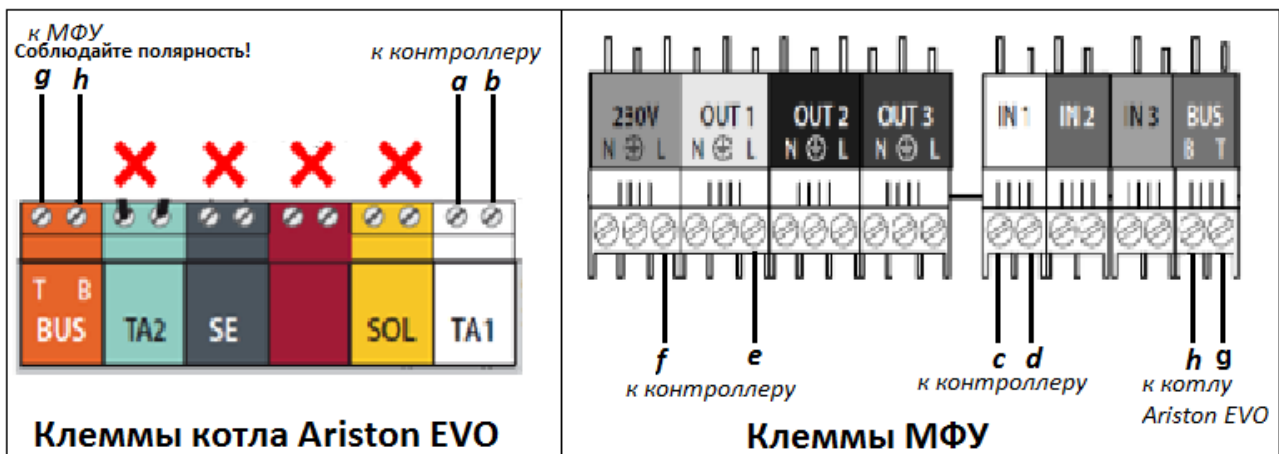 к МФУ
Соблюдайте полярность!
к контроллеру
g h a b
T B
BUS TA2 SE SOL TA1
Клеммы котла Ariston EVO
230V OUT 1 OUT 2 OUT 3 IN 1 IN 2 IN 3 BUS
N L N L N L N L B T
f e c d h g
к контроллеру к контроллеру к котлу
Ariston EVO
Клеммы МФУ